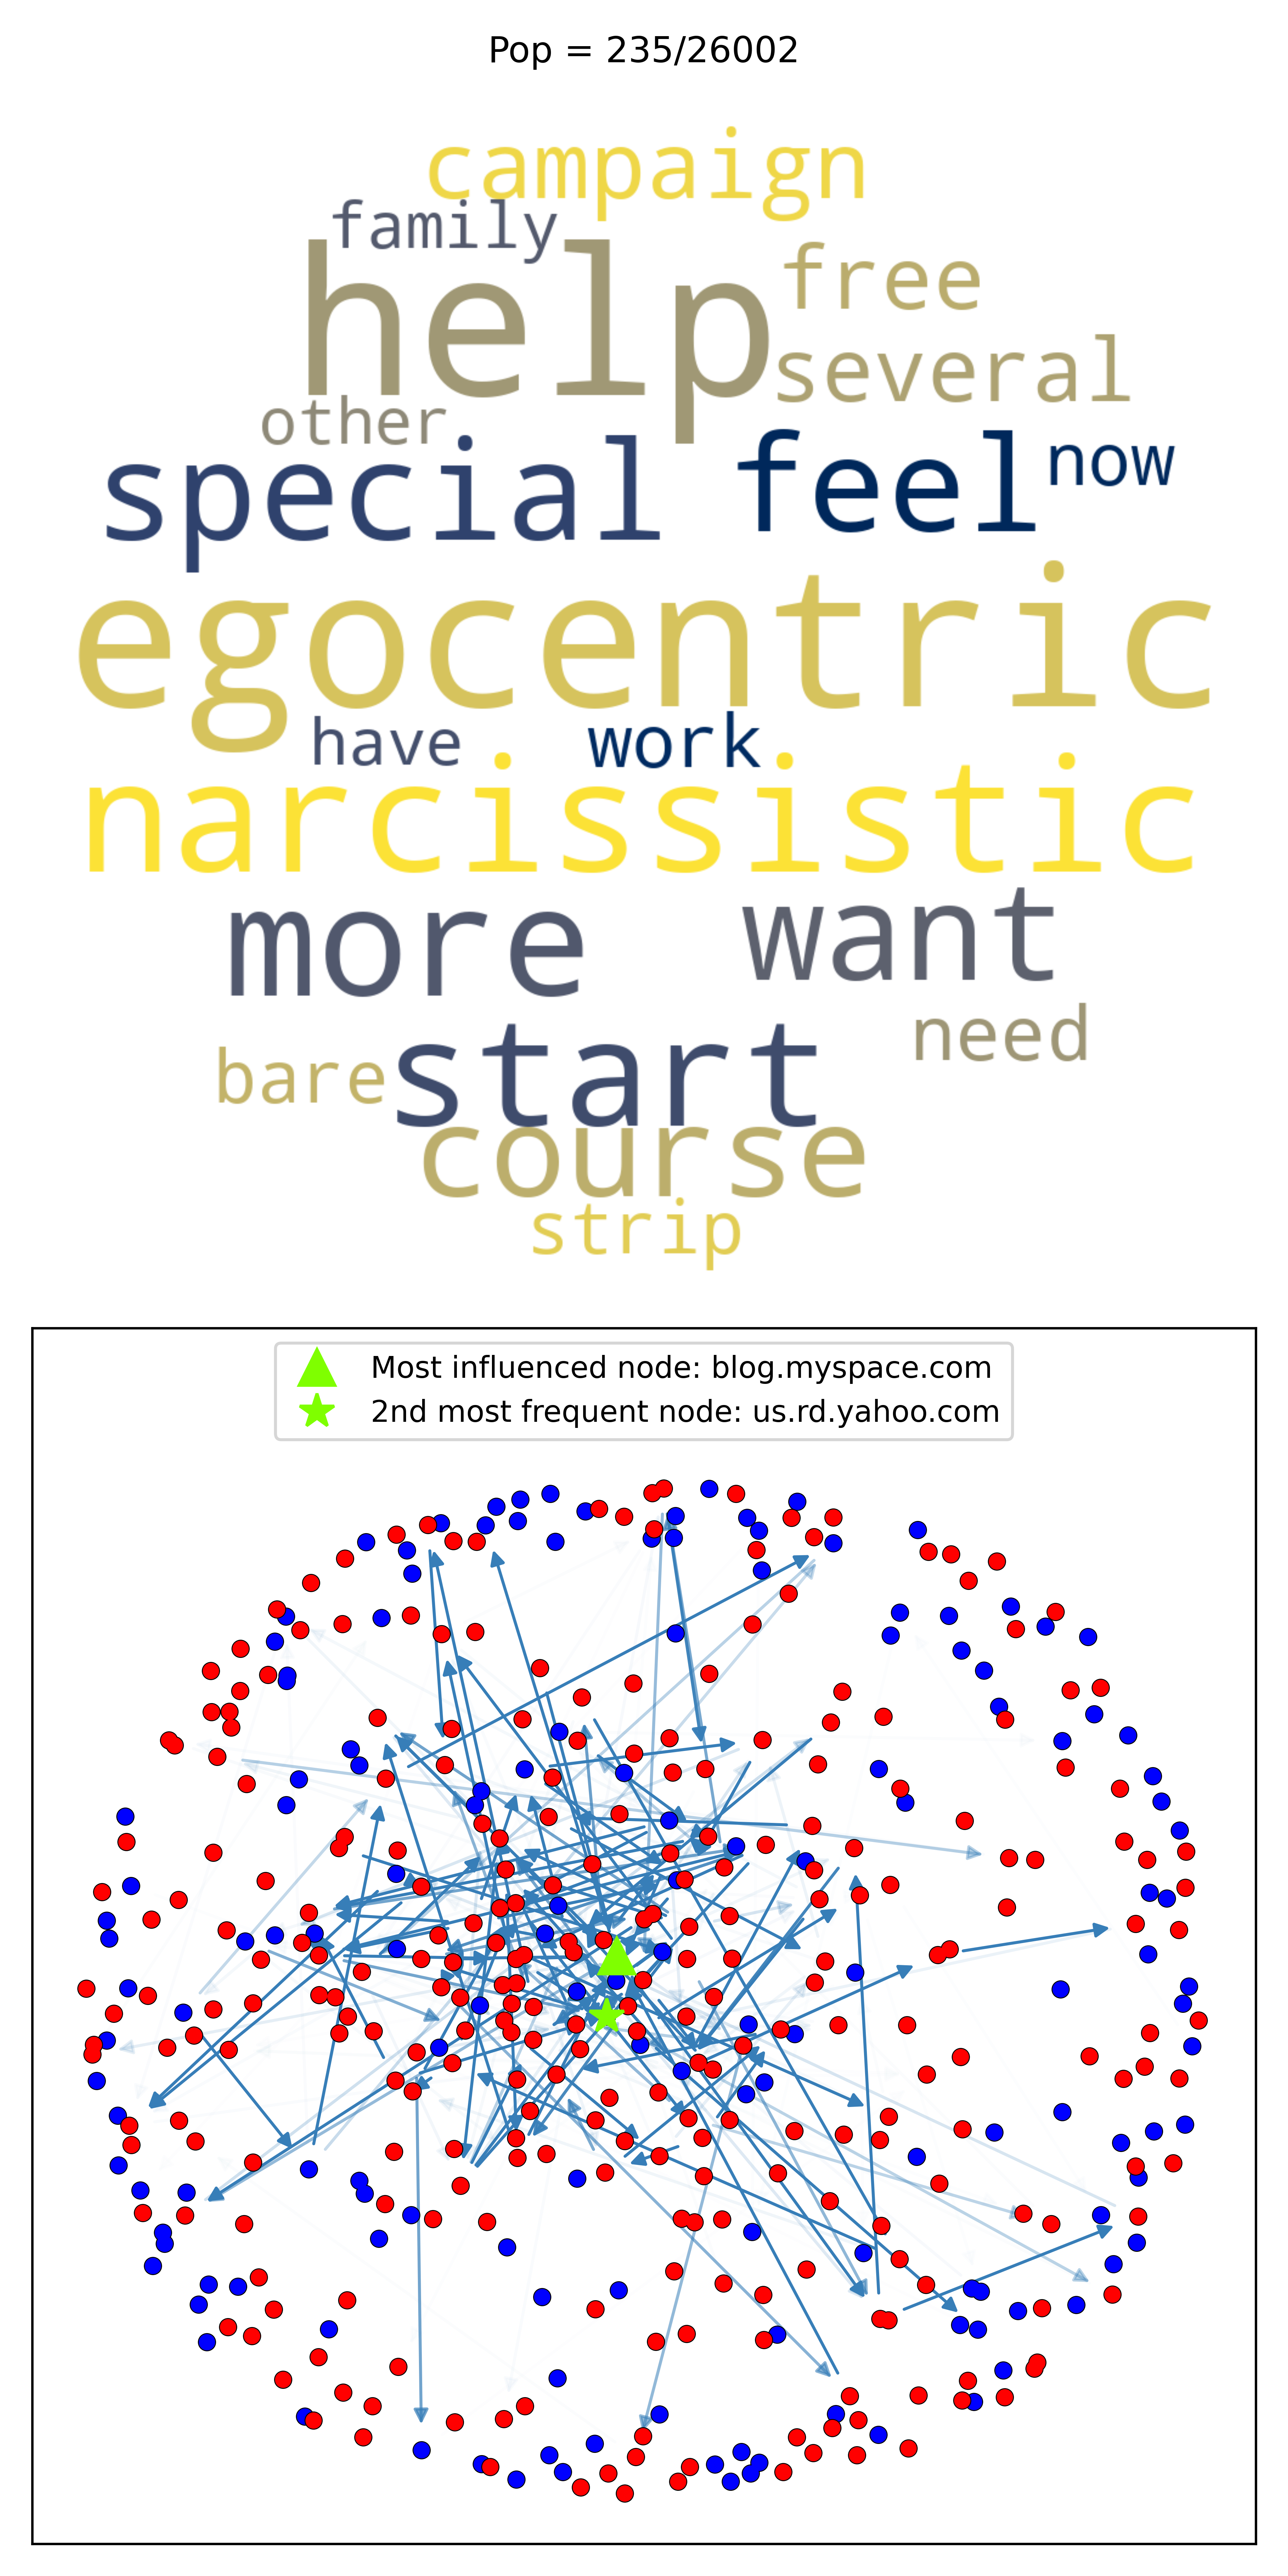 Pop = 235/26002
campaign
family
help
free
several
other
special
feel
now
egocentric
have
work
narcissistic
more
want
need
bare
start
course
strip
Most influenced node: blog.myspace.com
2nd most frequent node: us.rd.yahoo.com